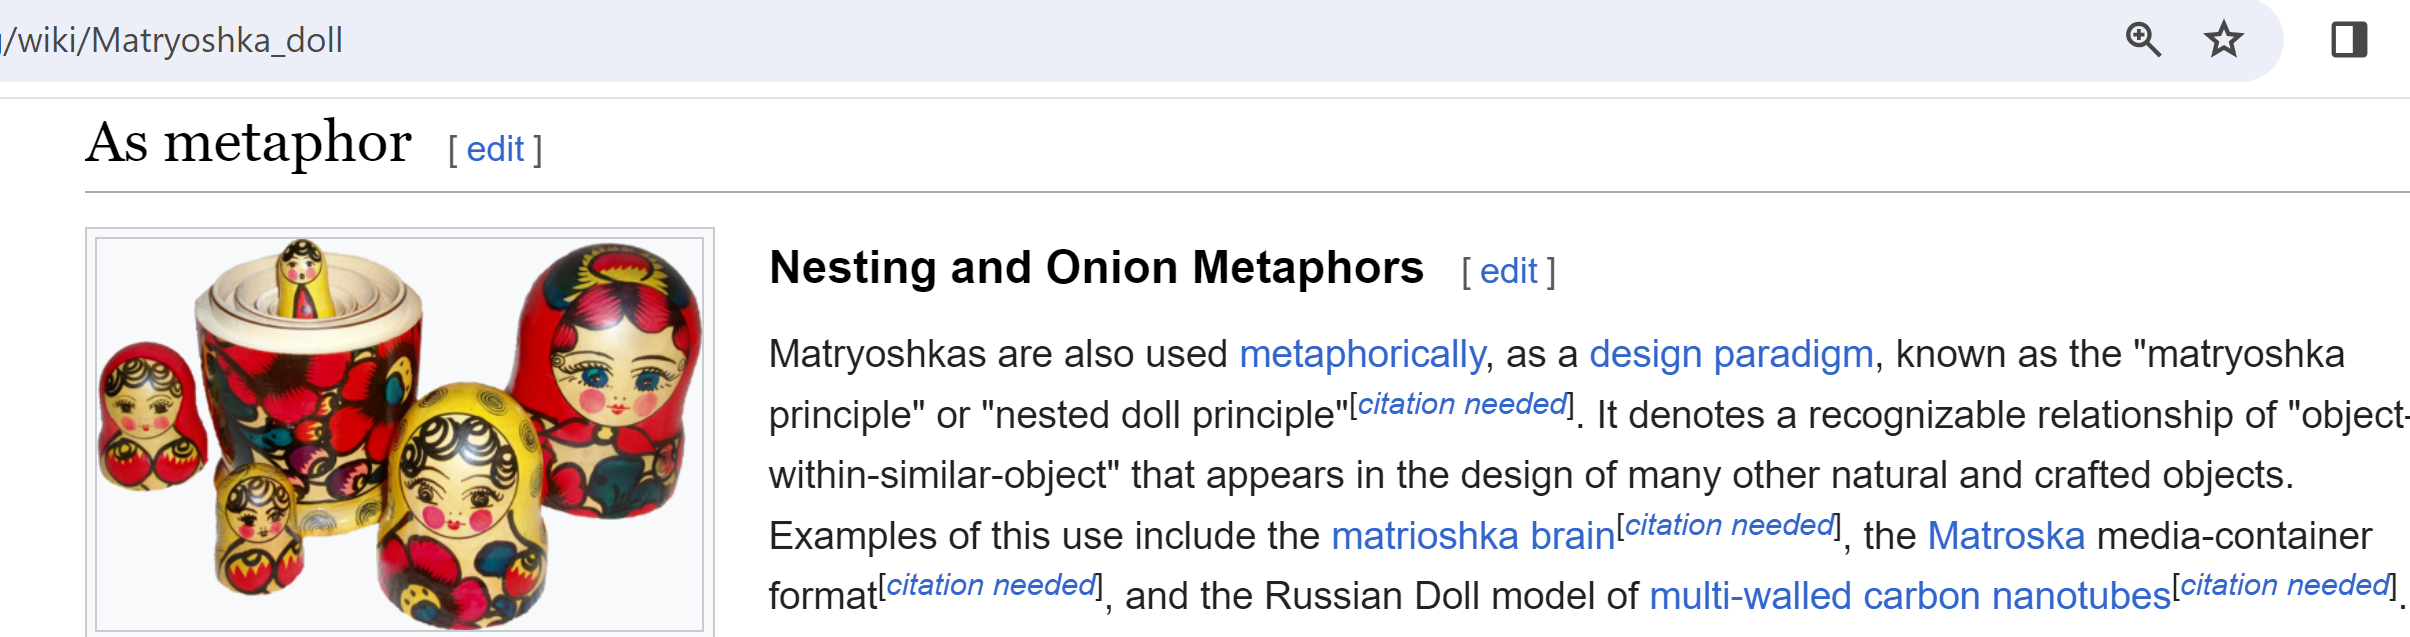 /wiki/Matryoshka_doll
As metaphor [ edit ]
Nesting and Onion Metaphors [ edit ]
Matryoshkas are also used metaphorically, as a design paradigm, known as the "matryoshka
principle" or "nested doll principle"[citation needed]. It denotes a recognizable relationship of "object-
within-similar-object" that appears in the design of many other natural and crafted objects.
Examples of this use include the matrioshka brain[citation needed], the Matroska media-container
format[citation needed], and the Russian Doll model of multi-walled carbon nanotubes[citation needed].